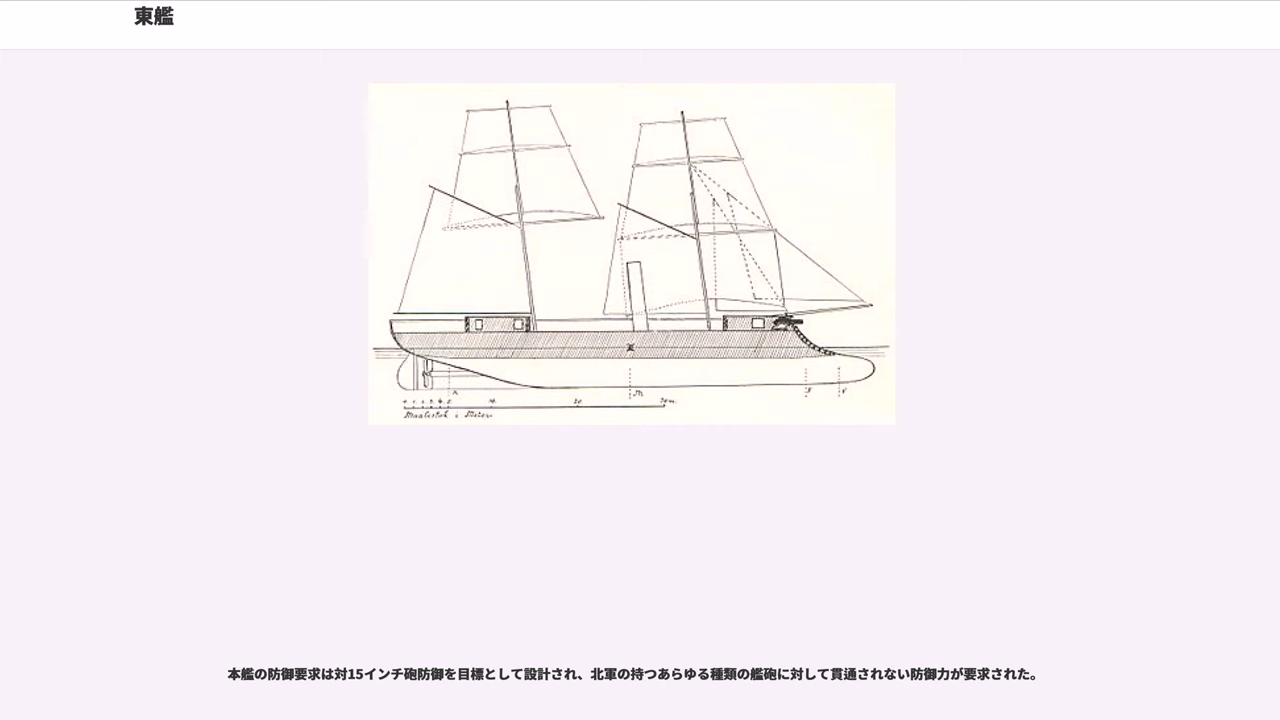 東艦
M
20
Maalestok i Meter
本艦の防御要求は対15インチ砲防御を目標として設計され、北軍の持つあらゆる種類の艦砲に対して貫通されない防御力が要求された。